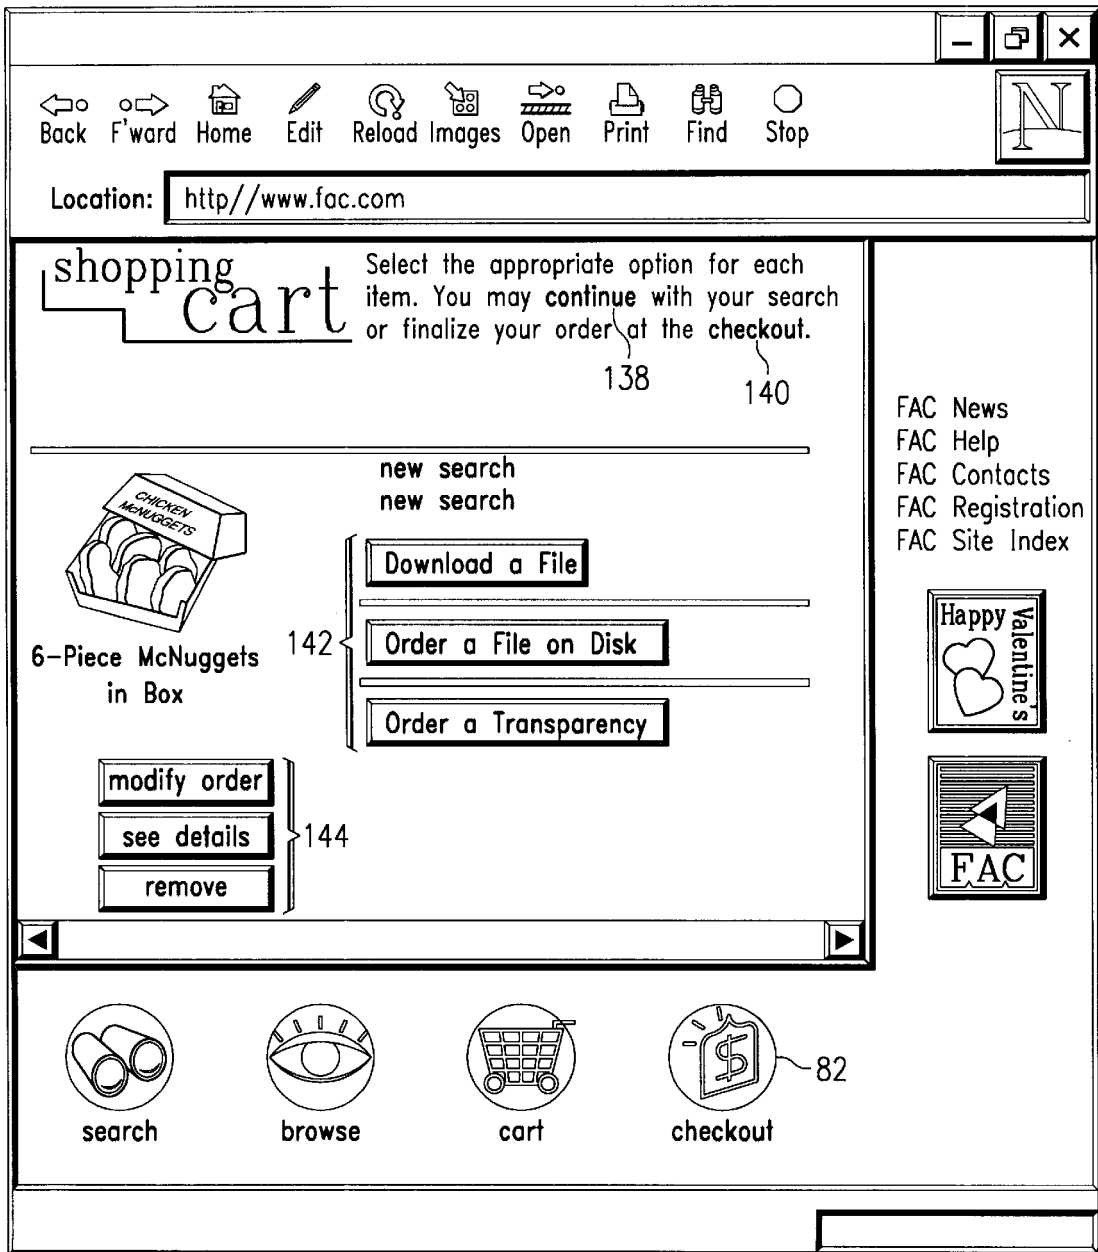 Back F'ward Home Edit Reload Images Open Print Find Stop
N
Location: http//www.fac.com
shopping
cart
Select the appropriate option for each
item. You may continue with your search
or finalize your order at the checkout.
138
140
new search
new search
CHICKEN
McNUGGETS
6-Piece McNuggets
in Box
142
Download a File
Order a File on Disk
Order a Transparency
modify order
see details
remove
144
FAC News
FAC Help
FAC Contacts
FAC Registration
FAC Site Index
Happy
Valentine's
FAC
$
82
search browse cart checkout